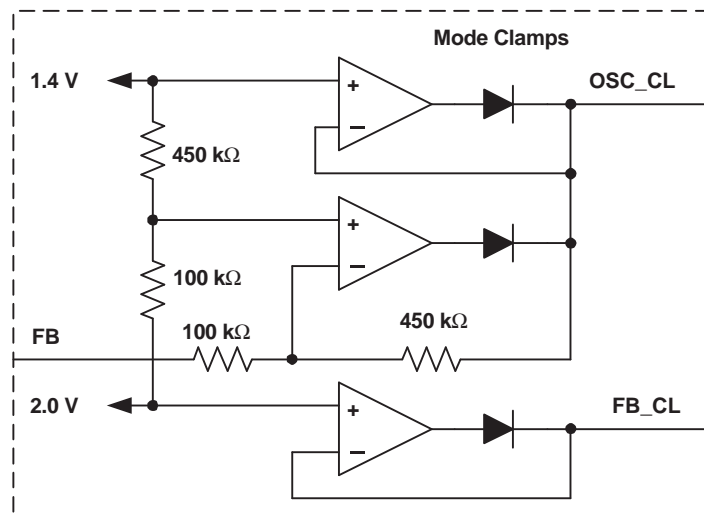 Mode Clamps
1.4 V
+
−
OSC_CL
450 kΩ
+
−
100 kΩ
FB
100 kΩ
450 kΩ
2.0 V
+
−
FB_CL